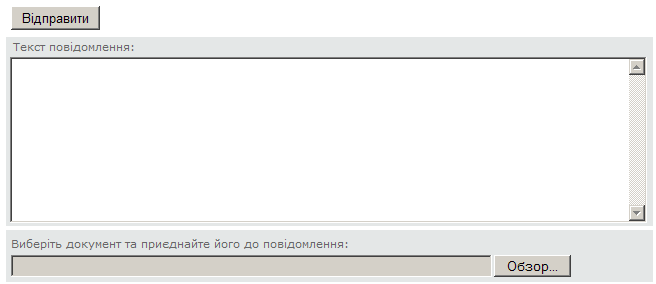 Відправити
Текст повідомлення:
Виберіть документ та приєднайте його до повідомлення:
Обзор...